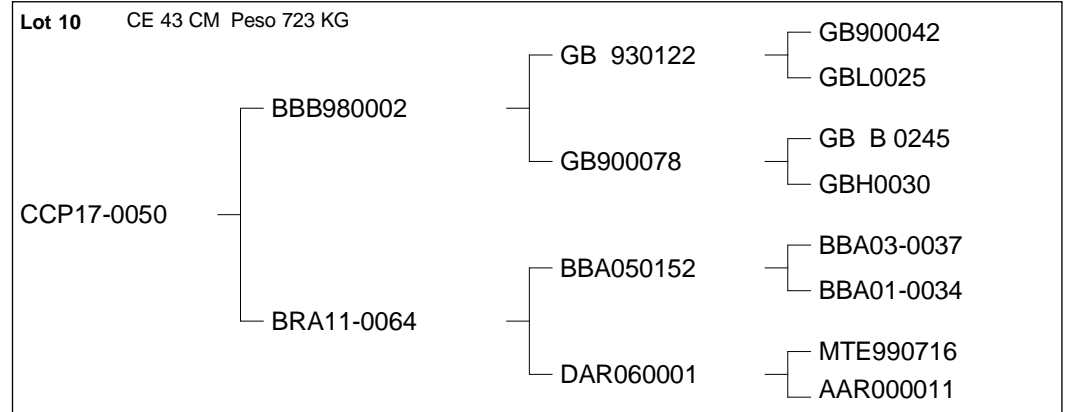 Lot 10 CE 43 CM Peso 723 KG
GB900042
GB 930122
GBL0025
BBB980002
GB B 0245
GB900078
GBH0030
CCP17-0050
BBA03-0037
BBA050152
BBA01-0034
BRA11-0064
MTE990716
DAR060001
AAR000011